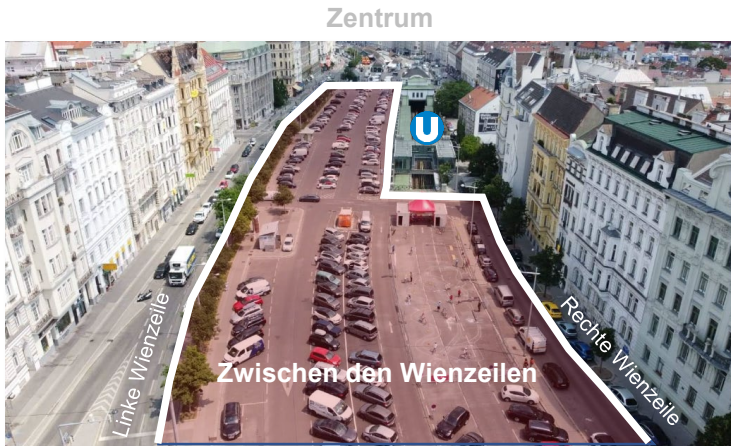 Zentrum
U
Linke Wienzeile
Zwischen den Wienzeilen
Rechte Wienzeile